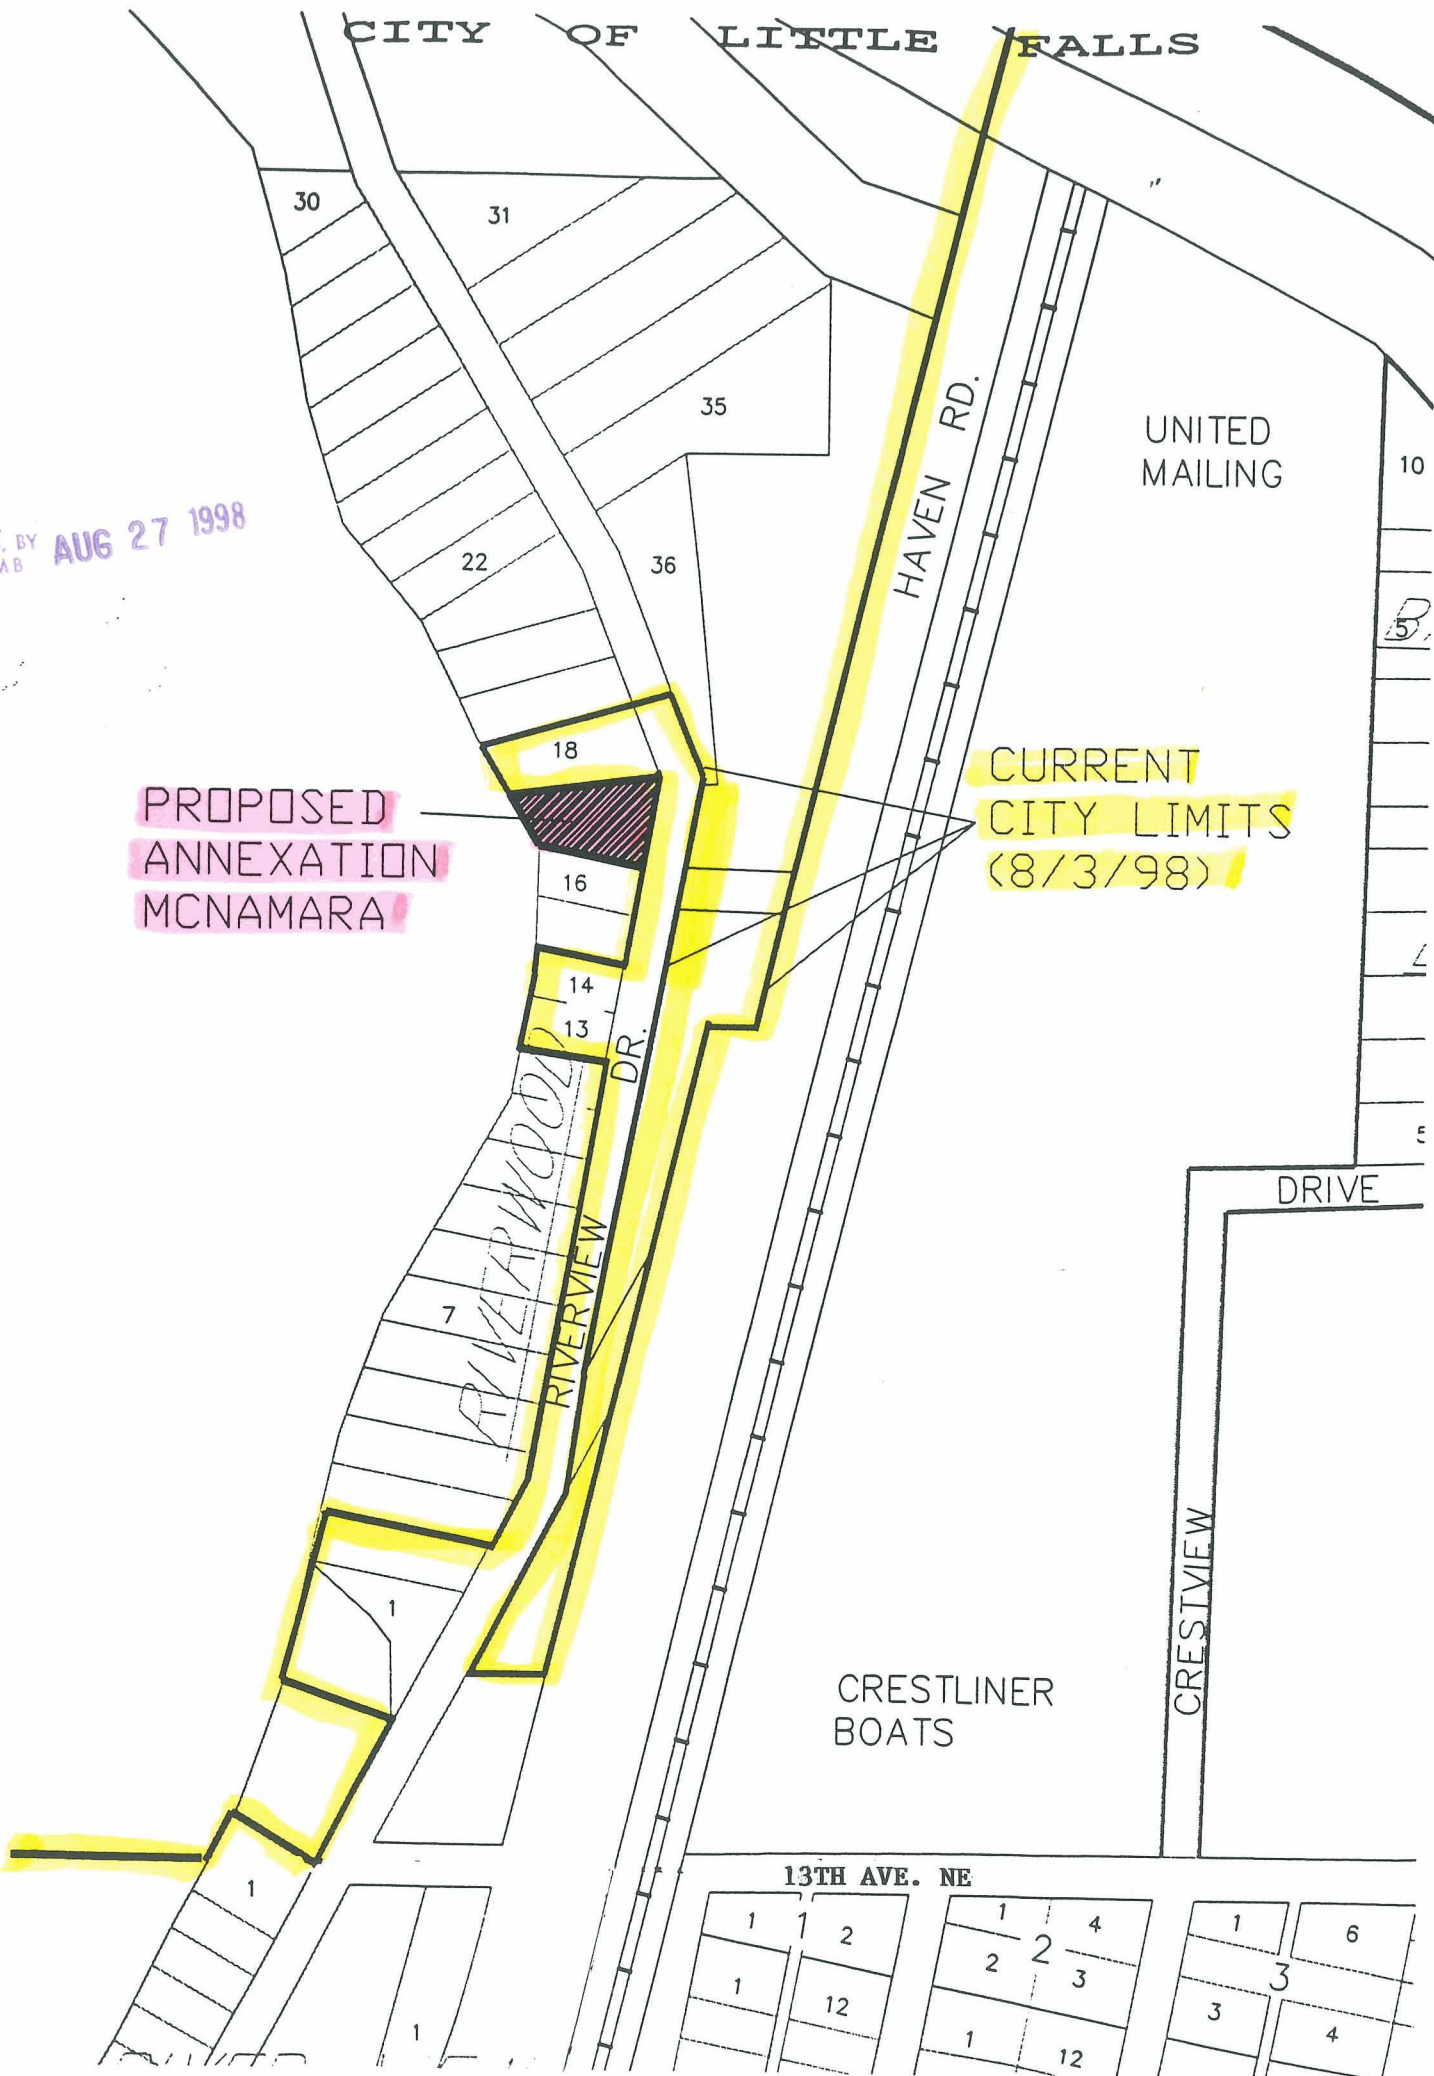 CITY OF LITTLE FALLS
30
31
35
UNITED
MAILING
10
HAVEN RD.
BY AUG 27 1998
22
36
5
18
CURRENT
CITY LIMITS
(8/3/98)
PROPOSED
ANNEXATION
MCNAMARA
16
14
13
RIVERWOOD
RIVERVIEW DR.
7
5
DRIVE
1
CRESTVIEW
CRESTLINER
BOATS
13TH AVE. NE
1
1
1 1 2
1 12
1 4
2 2 3
1 12
1 6
3
3 4